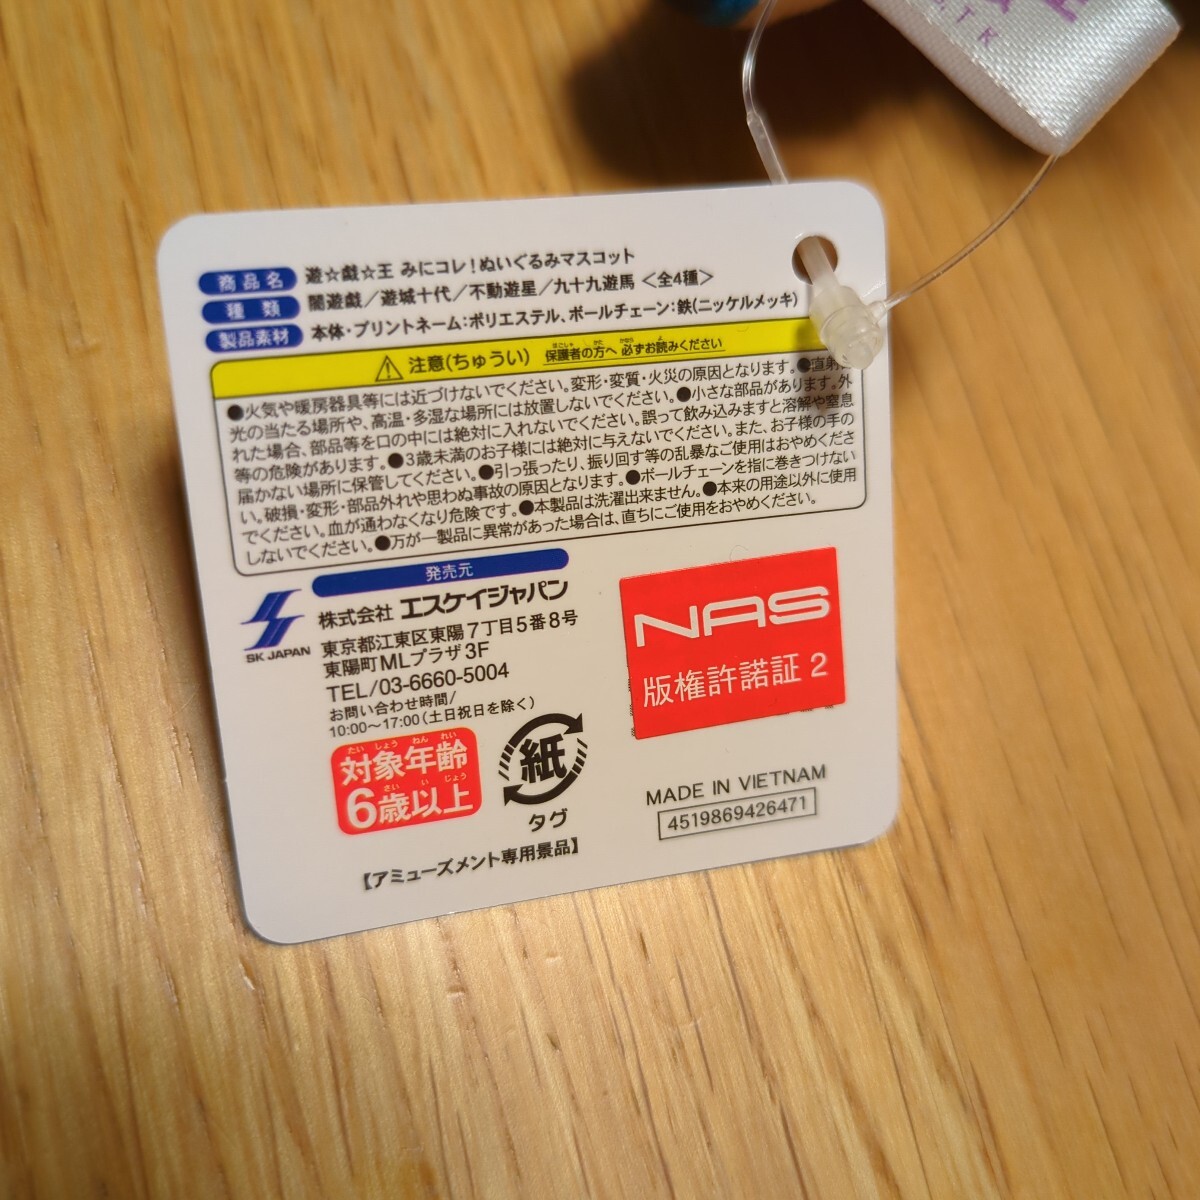 商品名 遊☆戯☆王 みにコレ!ぬいぐるみマスコット
種類 闇遊戯/遊城十代/不動遊星/九十九遊馬 <全4種>
製品素材 本体・プリントネーム:ポリエステル、ボールチェーン:鉄(ニッケルメッキ)
注意(ちゅうい) 保護者の方へ 必ずお読みください
●火気や暖房器具等には近づけないでください。変形・変質・火災の原因となります。●直射
光の当たる場所や、高温・多湿な場所には放置しないでください。●小さな部品があります。外
れた場合、部品等を口の中には絶対に入れないでください。誤って飲み込みますと溶解や窒息
等の危険があります。●3歳未満のお子様には絶対に与えないでください。また、お子様の手の
届かない場所に保管してください。●引っ張ったり、振り回す等の乱暴なご使用はおやめくださ
い。破損・変形・部品外れや思わぬ事故の原因となります。●ボールチェーンを指に巻きつけない
でください。血が通わなくなり危険です。●本製品は洗濯出来ません。●本来の用途以外に使用
しないでください。●万が一製品に異常があった場合は、直ちにご使用をおやめください。
発売元
SK JAPAN
株式会社 エスケイジャパン
東京都江東区東陽7丁目5番8号
東陽町MLプラザ3F
TEL/03-6660-5004
お問い合わせ時間/
10:00～17:00(土日祝日を除く)
NAS
版権許諾証2
たいしょうねんれい
対象年齢
さいいじょう
6歳以上
紙
タグ
MADE IN VIETNAM
4519869426471
【アミューズメント専用景品】